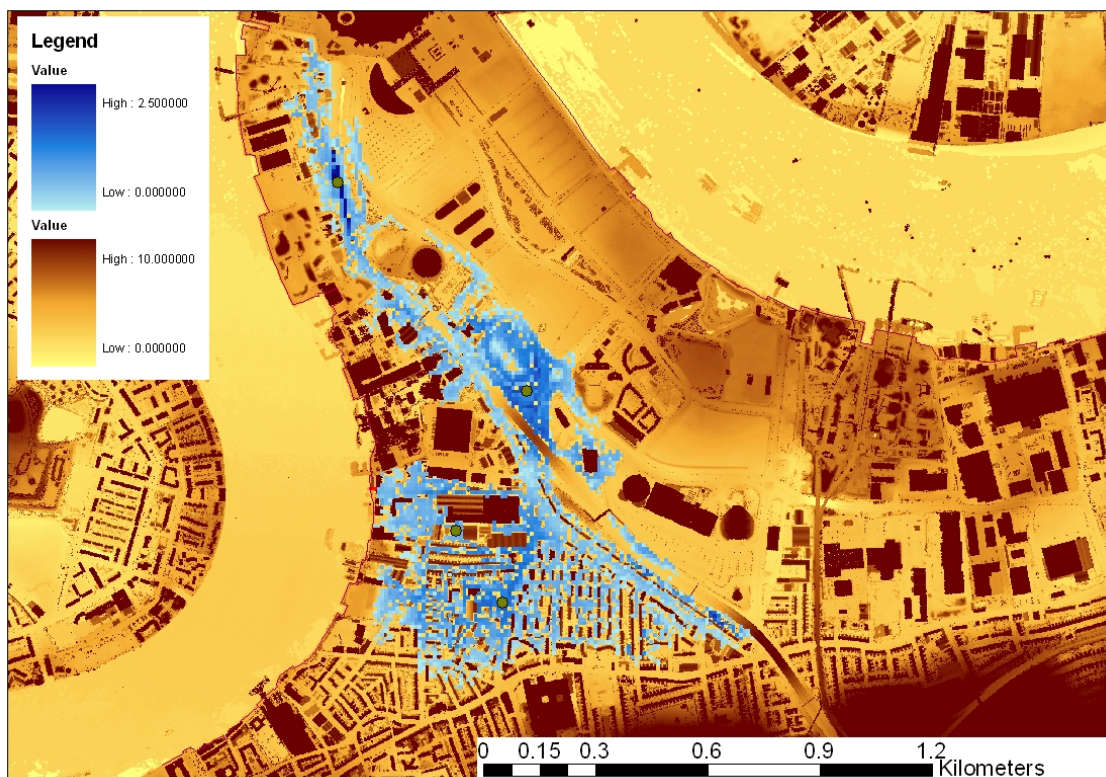 Legend
Value
High : 2.500000
Low : 0.000000
Value
High : 10.000000
Low : 0.000000
0 0.15 0.3 0.6 0.9 1.2
Kilometers